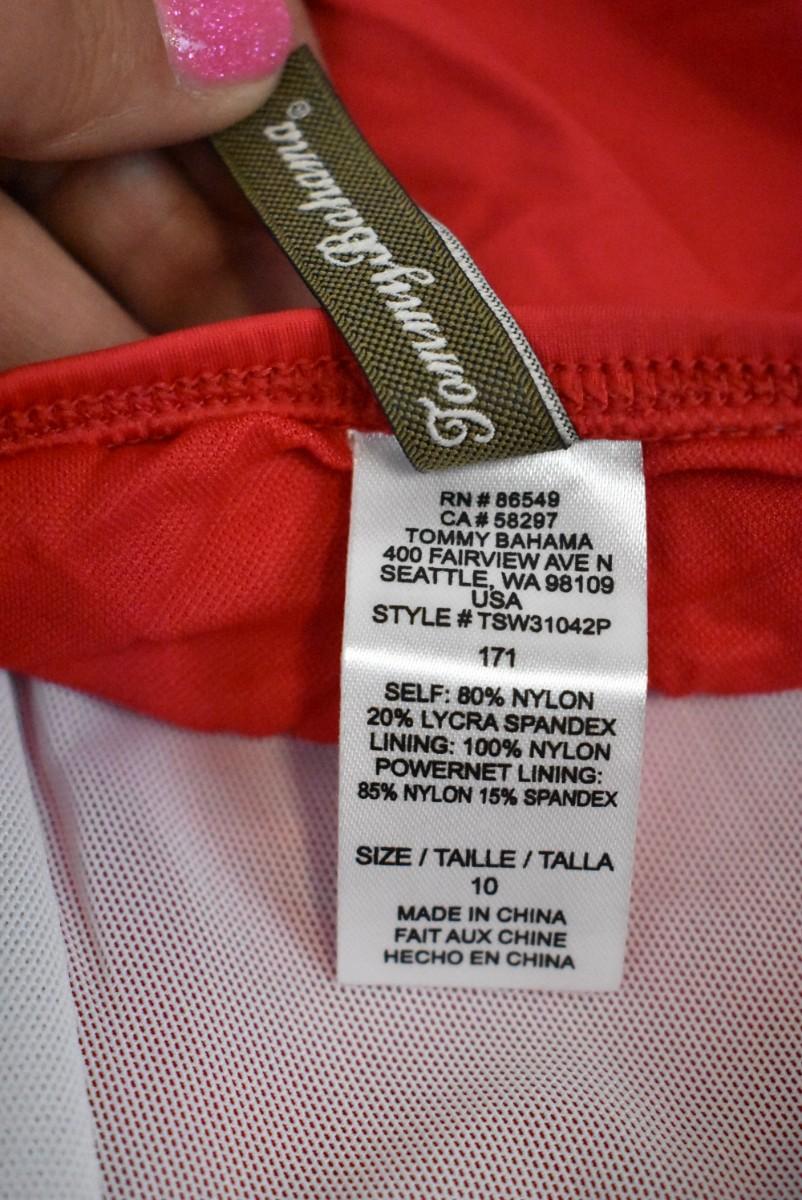 Tommy Bahama®
RN # 86549
CA # 58297
TOMMY BAHAMA
400 FAIRVIEW AVE N
SEATTLE, WA 98109
USA
STYLE # TSW31042P
171
SELF: 80% NYLON
20% LYCRA SPANDEX
LINING: 100% NYLON
POWERNET LINING:
85% NYLON 15% SPANDEX
SIZE / TAILLE / TALLA
10
MADE IN CHINA
FAIT AUX CHINE
HECHO EN CHINA